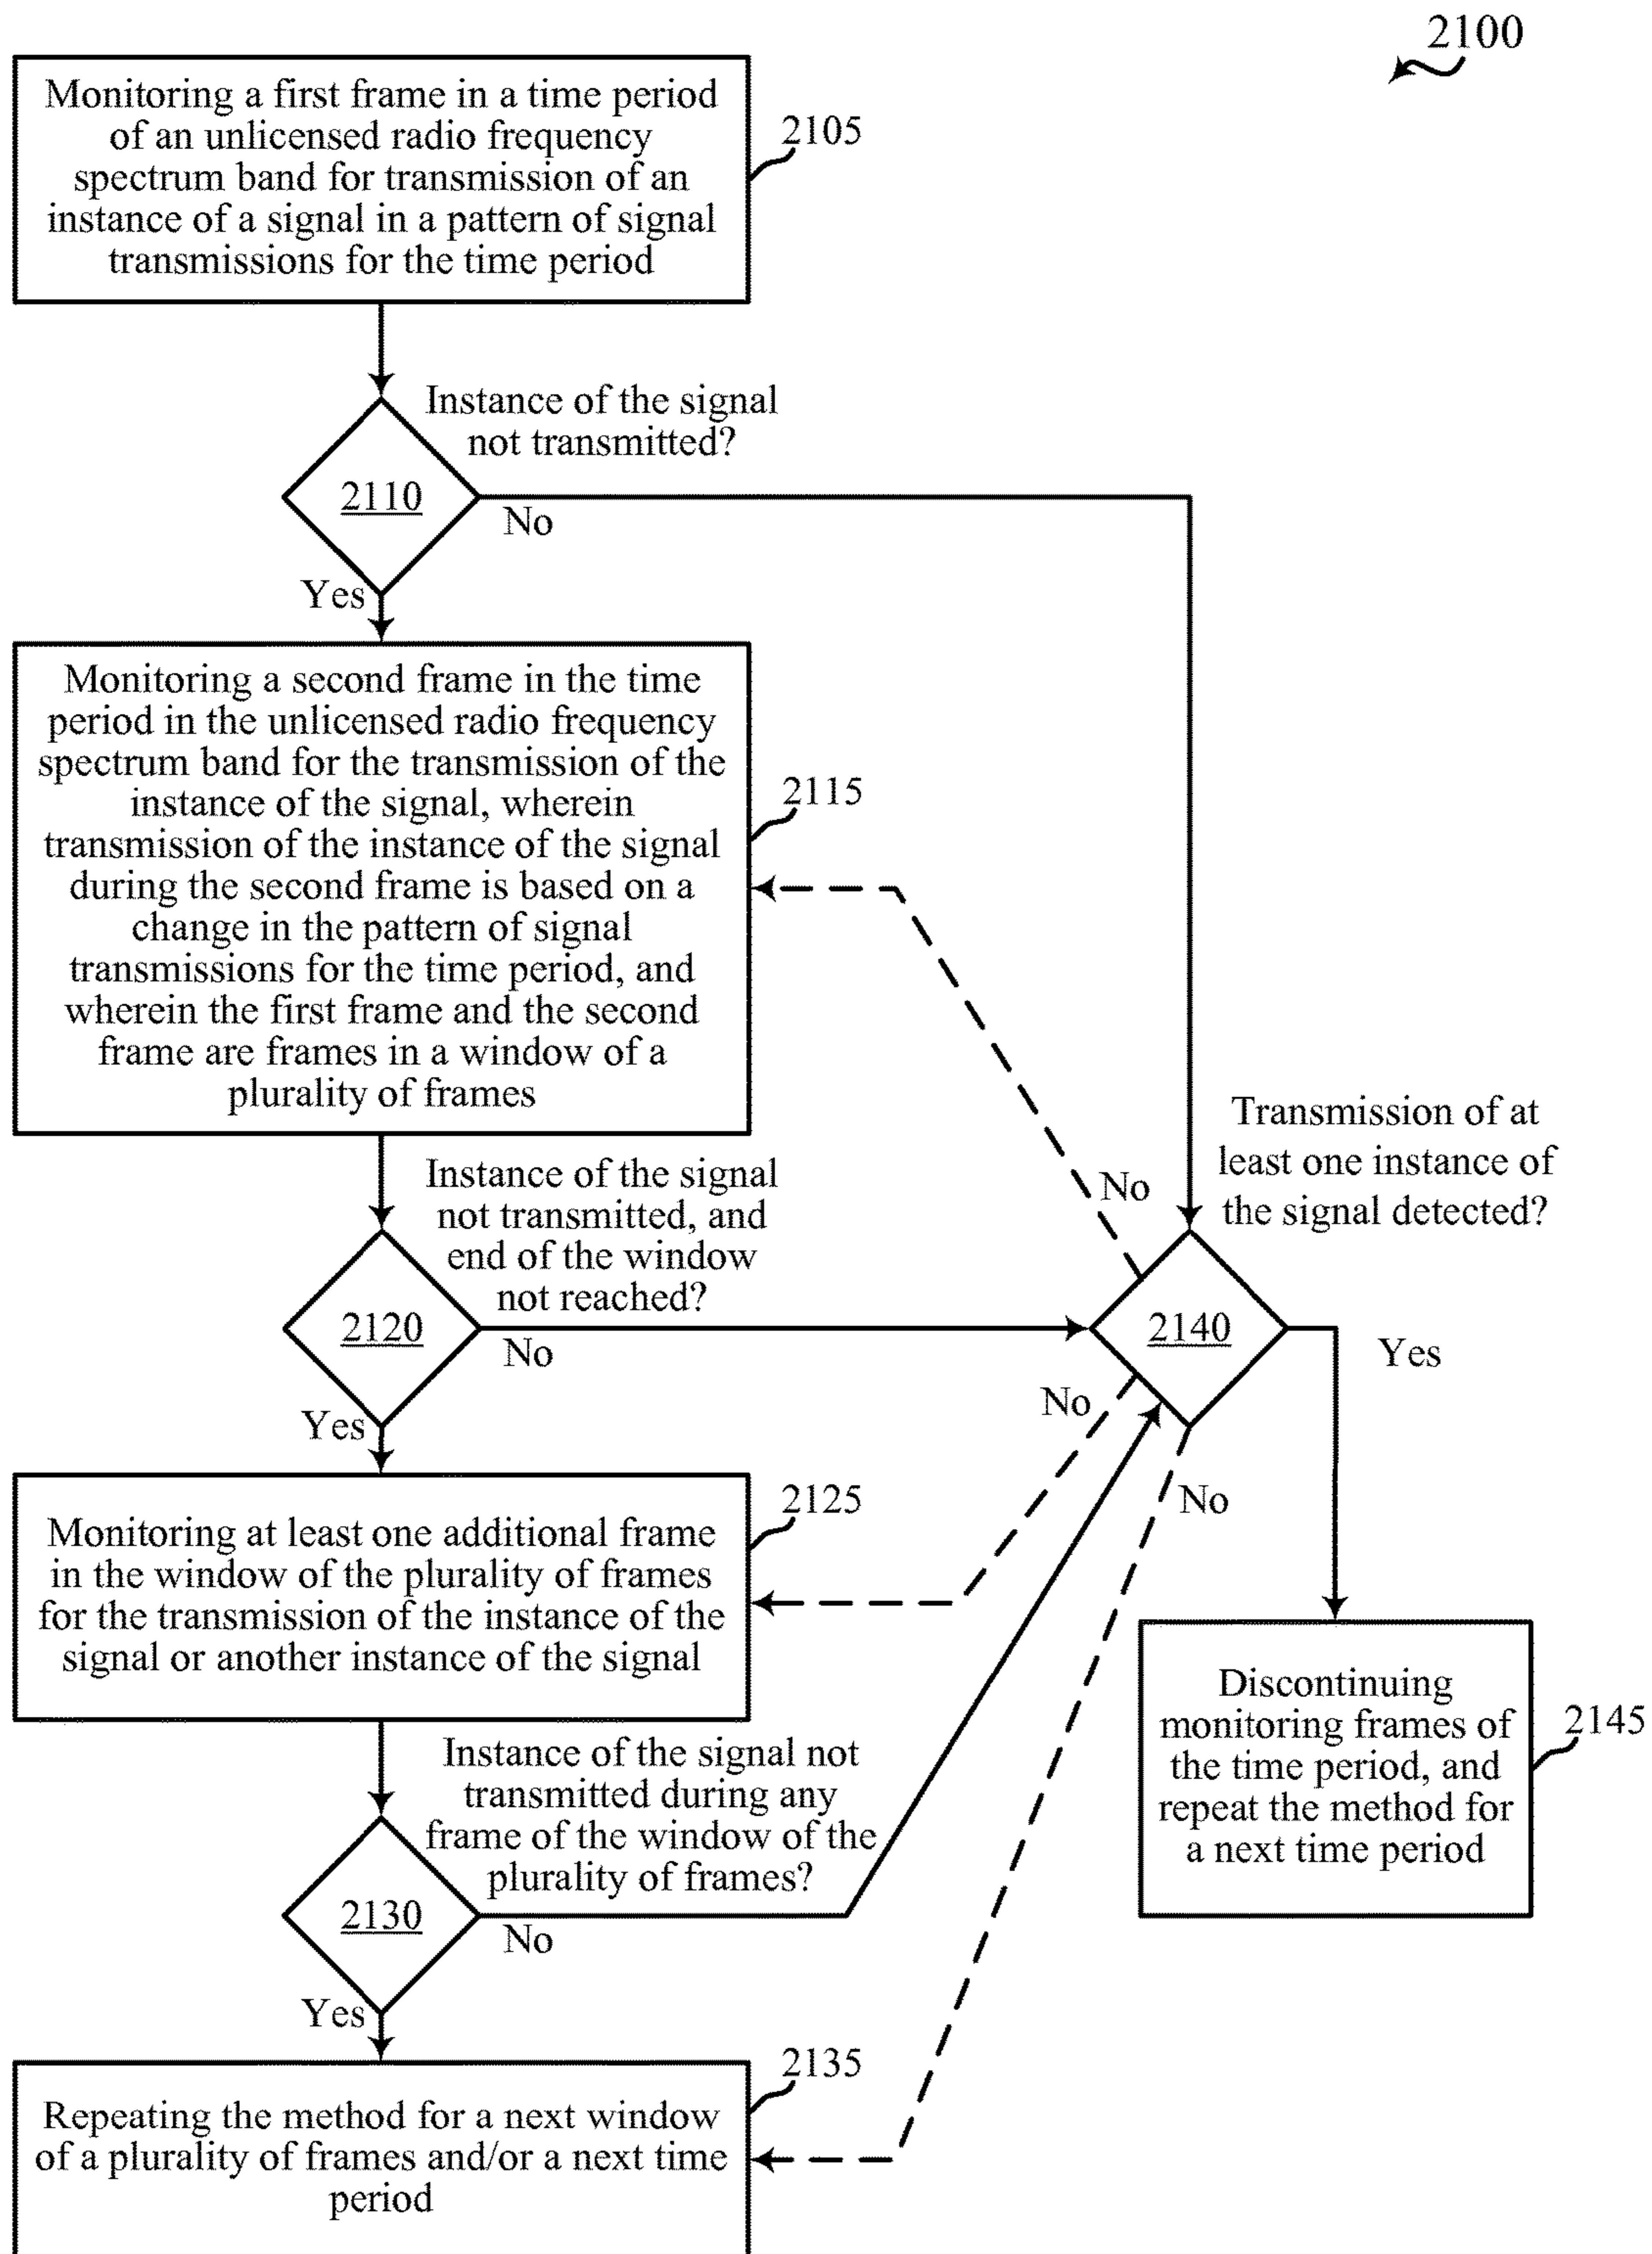 2100
Monitoring a first frame in a time period
of an unlicensed radio frequency
spectrum band for transmission of an
instance of a signal in a pattern of signal
transmissions for the time period
2105
Instance of the signal
not transmitted?
2110
No
Yes
Monitoring a second frame in the time
period in the unlicensed radio frequency
spectrum band for the transmission of the
instance of the signal, wherein
transmission of the instance of the signal
during the second frame is based on a
change in the pattern of signal
transmissions for the time period, and
wherein the first frame and the second
frame are frames in a window of a
plurality of frames
2115
Instance of the signal
not transmitted, and
end of the window
not reached?
2120
No
Yes
Transmission of at
least one instance of
the signal detected?
No
2140
Yes
No
No
Monitoring at least one additional frame
in the window of the plurality of frames
for the transmission of the instance of the
signal or another instance of the signal
2125
Instance of the signal not
transmitted during any
frame of the window of the
plurality of frames?
2130
No
Yes
Discontinuing
monitoring frames of
the time period, and
repeat the method for
a next time period
2145
Repeating the method for a next window
of a plurality of frames and/or a next time
period
2135